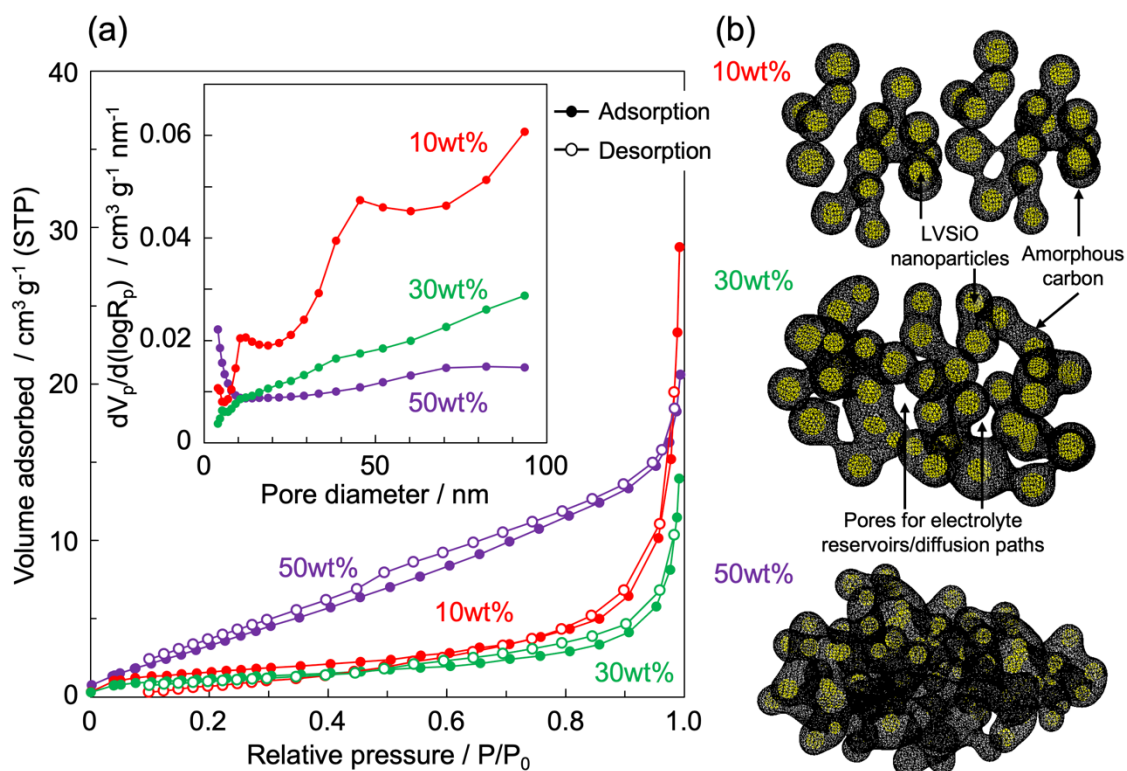 (a)
40
30
20
10
0
Volume adsorbed / cm³ g⁻¹ (STP)
0
0.2
0.4
0.6
0.8
1.0
Relative pressure / P/P₀
0.06
0.04
0.02
0
dVₚ/d(logRₚ) / cm³ g⁻¹ nm⁻¹
0
50
100
Pore diameter / nm
10wt%
30wt%
50wt%
Adsorption
Desorption
50wt%
10wt%
30wt%
(b)
10wt%
LVSiO
nanoparticles
Amorphous
carbon
30wt%
Pores for electrolyte
reservoirs/diffusion paths
50wt%